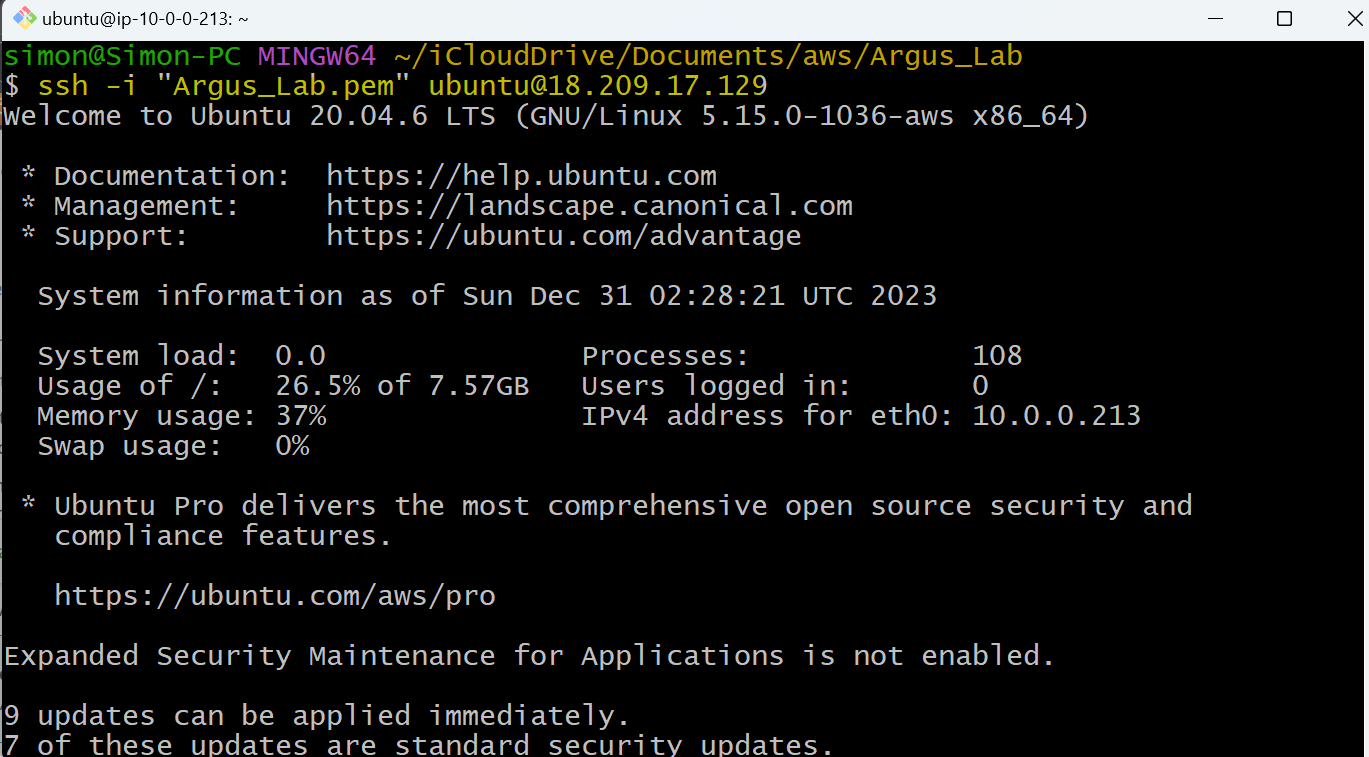 ubuntu@ip-10-0-0-213: ~
simon@Simon-PC MINGW64 ~/iCloudDrive/Documents/aws/Argus_Lab
$ ssh -i "Argus_Lab.pem" ubuntu@18.209.17.129
Welcome to Ubuntu 20.04.6 LTS (GNU/Linux 5.15.0-1036-aws x86_64)
* Documentation:  https://help.ubuntu.com
* Management:     https://landscape.canonical.com
* Support:        https://ubuntu.com/advantage
System information as of Sun Dec 31 02:28:21 UTC 2023
System load:  0.0               Processes:             108
Usage of /:   26.5% of 7.57GB   Users logged in:       0
Memory usage: 37%               IPv4 address for eth0: 10.0.0.213
Swap usage:   0%
* Ubuntu Pro delivers the most comprehensive open source security and
compliance features.
https://ubuntu.com/aws/pro
Expanded Security Maintenance for Applications is not enabled.
9 updates can be applied immediately.
7 of these updates are standard security updates.